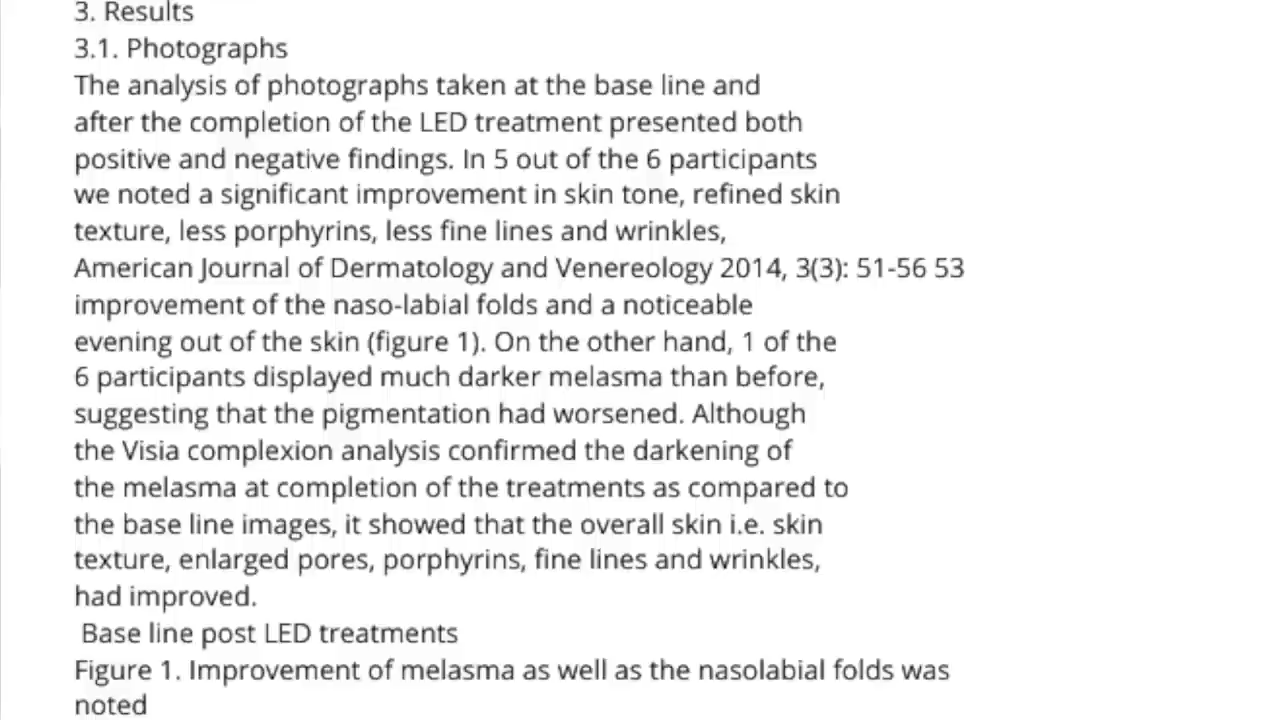 3. Results
3.1. Photographs
The analysis of photographs taken at the base line and
after the completion of the LED treatment presented both
positive and negative findings. In 5 out of the 6 participants
we noted a significant improvement in skin tone, refined skin
texture, less porphyrins, less fine lines and wrinkles,
American Journal of Dermatology and Venereology 2014, 3(3): 51-56 53
improvement of the naso-labial folds and a noticeable
evening out of the skin (figure 1). On the other hand, 1 of the
6 participants displayed much darker melasma than before,
suggesting that the pigmentation had worsened. Although
the Visia complexion analysis confirmed the darkening of
the melasma at completion of the treatments as compared to
the base line images, it showed that the overall skin i.e. skin
texture, enlarged pores, porphyrins, fine lines and wrinkles,
had improved.
Base line post LED treatments
Figure 1. Improvement of melasma as well as the nasolabial folds was
noted